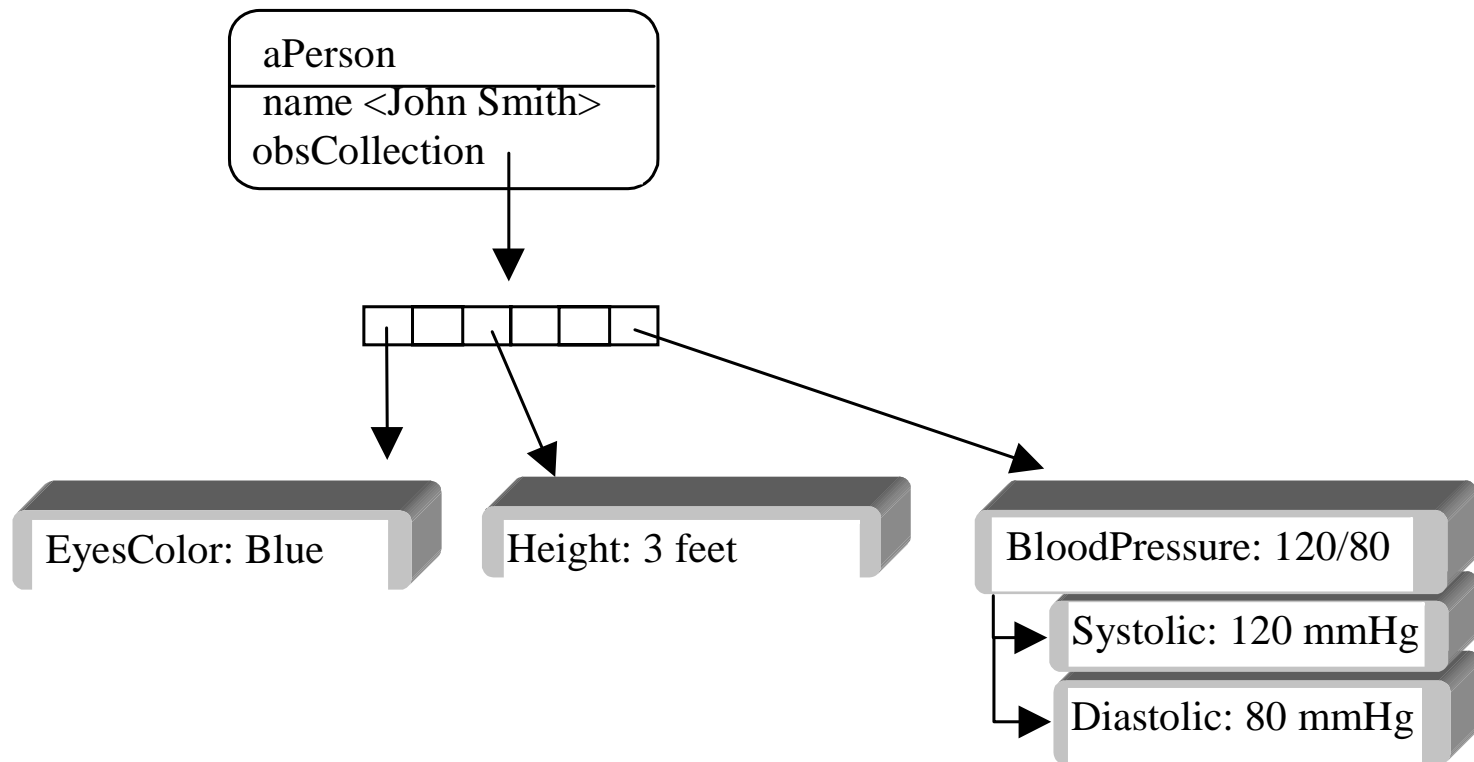 aPerson
name <John Smith>
obsCollection
EyesColor: Blue
Height: 3 feet
BloodPressure: 120/80
Systolic: 120 mmHg
Diastolic: 80 mmHg